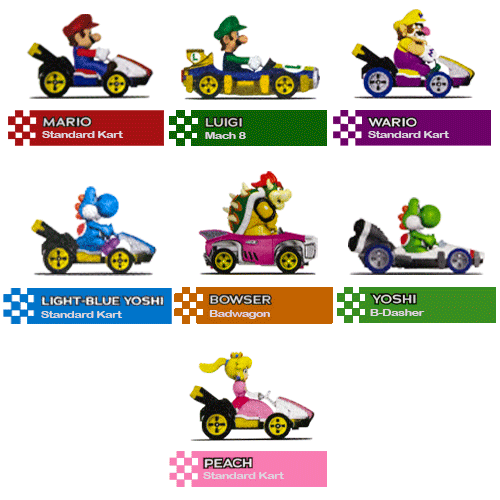 MARIO
Standard Kart
LUIGI
Mach 8
WARIO
Standard Kart
LIGHT-BLUE YOSHI
Standard Kart
BOWSER
Badwagon
YOSHI
B-Dasher
PEACH
Standard Kart
L